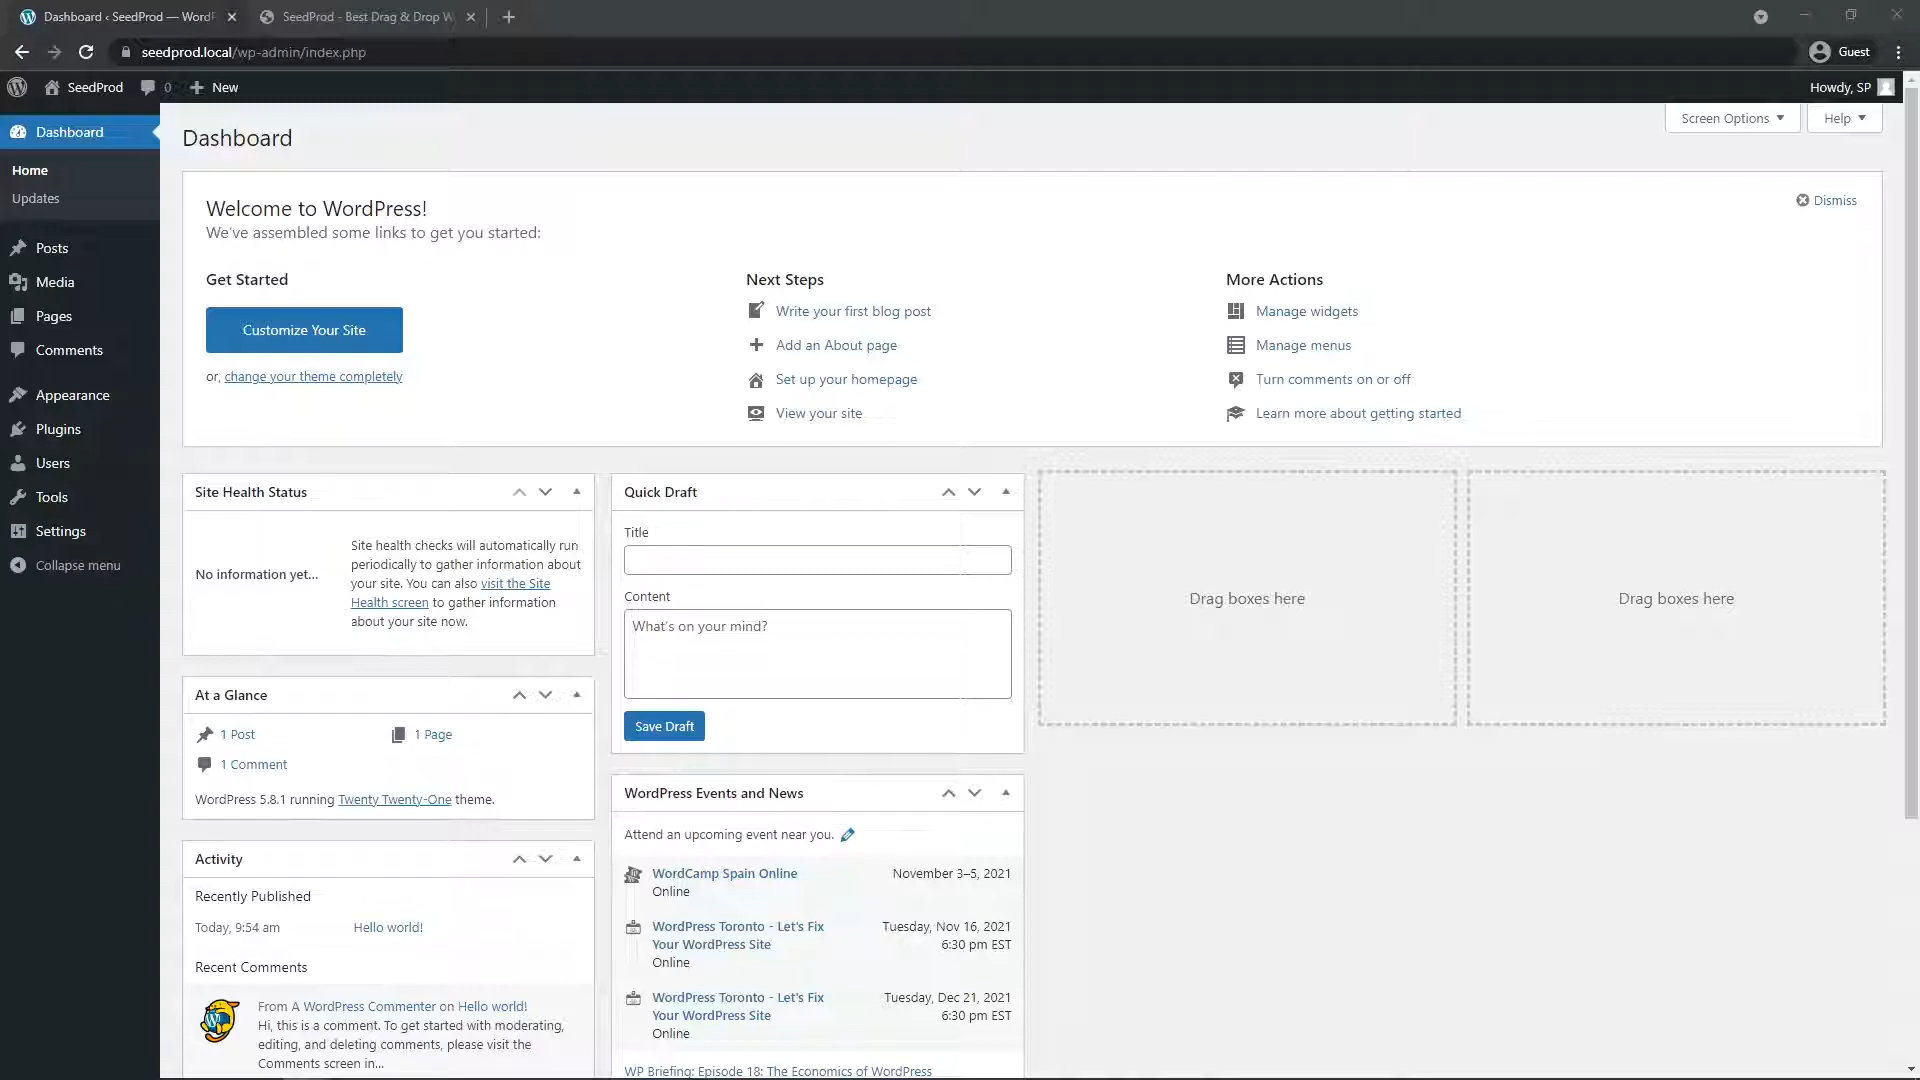 Dashboard ‹ SeedProd — WordP
SeedProd - Best Drag & Drop W
seedprod.local/wp-admin/index.php
Guest
SeedProd
0
New
Howdy, SP
Dashboard
Home
Updates
Posts
Media
Pages
Comments
Appearance
Plugins
Users
Tools
Settings
Collapse menu
Dashboard
Screen Options
Help
Welcome to WordPress!
We've assembled some links to get you started:
Dismiss
Get Started
Customize Your Site
or, change your theme completely
Next Steps
Write your first blog post
Add an About page
Set up your homepage
View your site
More Actions
Manage widgets
Manage menus
Turn comments on or off
Learn more about getting started
Site Health Status
No information yet...
Site health checks will automatically run
periodically to gather information about
your site. You can also visit the Site
Health screen to gather information
about your site now.
At a Glance
1 Post
1 Page
1 Comment
WordPress 5.8.1 running Twenty Twenty-One theme.
Activity
Recently Published
Today, 9:54 am
Hello world!
Recent Comments
From A WordPress Commenter on Hello world!
Hi, this is a comment. To get started with moderating,
editing, and deleting comments, please visit the
Comments screen in...
Quick Draft
Title
Content
What's on your mind?
Save Draft
WordPress Events and News
Attend an upcoming event near you.
WordCamp Spain Online
Online
November 3–5, 2021
WordPress Toronto - Let's Fix
Your WordPress Site
Online
Tuesday, Nov 16, 2021
6:30 pm EST
WordPress Toronto - Let's Fix
Your WordPress Site
Online
Tuesday, Dec 21, 2021
6:30 pm EST
WP Briefing: Episode 18: The Economics of WordPress
Drag boxes here
Drag boxes here